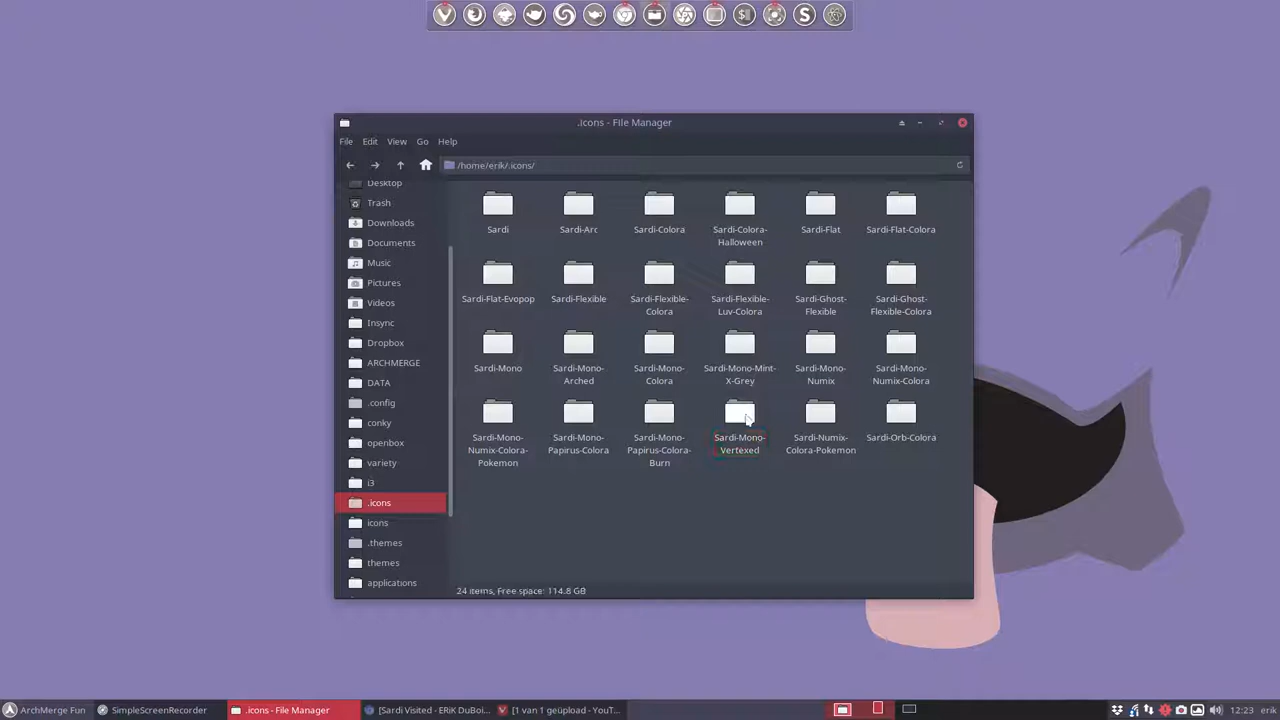 .icons - File Manager
File Edit View Go Help
/home/erik/.icons/
Desktop
Trash
Downloads
Documents
Music
Pictures
Videos
Insync
Dropbox
ARCHMERGE
DATA
.config
conky
openbox
variety
i3
.icons
icons
.themes
themes
applications
Sardi
Sardi-Arc
Sardi-Colora
Sardi-Colora-
Halloween
Sardi-Flat
Sardi-Flat-Colora
Sardi-Flat-Evopop
Sardi-Flexible
Sardi-Flexible-
Colora
Sardi-Flexible-
Luv-Colora
Sardi-Ghost-
Flexible
Sardi-Ghost-
Flexible-Colora
Sardi-Mono
Sardi-Mono-
Arched
Sardi-Mono-
Colora
Sardi-Mono-Mint-
X-Grey
Sardi-Mono-
Numix
Sardi-Mono-
Numix-Colora
Sardi-Mono-
Numix-Colora-
Pokemon
Sardi-Mono-
Papirus-Colora
Sardi-Mono-
Papirus-Colora-
Burn
Sardi-Mono-
Vertexed
Sardi-Numix-
Colora-Pokemon
Sardi-Orb-Colora
24 items, Free space: 114.8 GB
ArchMerge Fun
SimpleScreenRecorder
.icons - File Manager
[Sardi Visited - ERiK DuBoi...
[1 van 1 geüpload - YouT...
12:23 erik